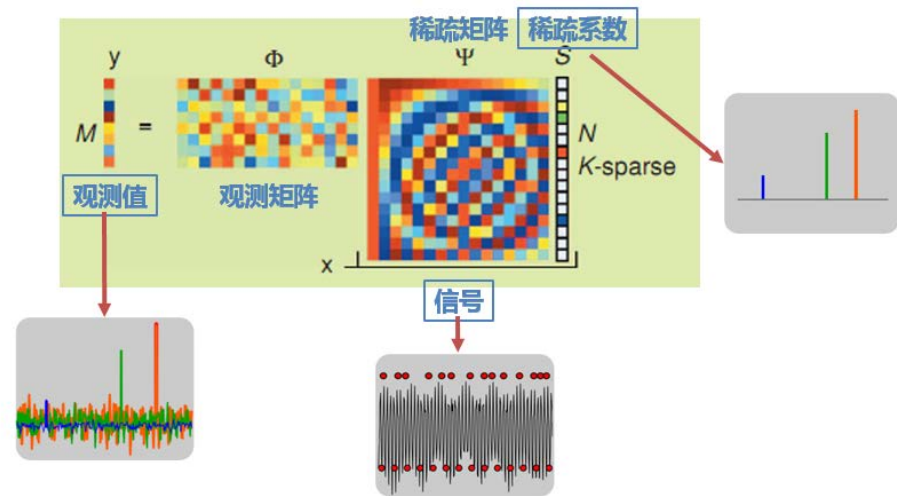 稀疏矩阵 稀疏系数
y Φ Ψ S
M = N
K-sparse
观测值 观测矩阵
x
信号